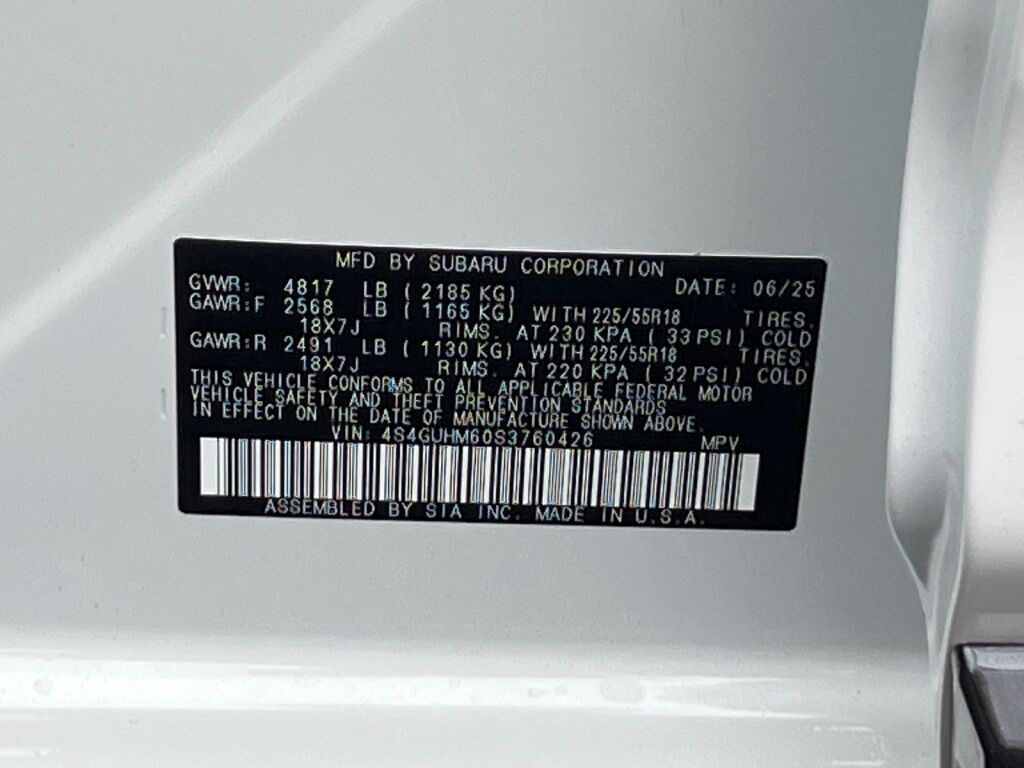 MFD BY SUBARU CORPORATION
GVWR: 4817 LB ( 2185 KG) DATE: 06/25
GAWR:F 2568 LB ( 1165 KG) WITH 225/55R18 TIRES.
18X7J RIMS. AT 230 KPA ( 33 PSI) COLD
GAWR:R 2491 LB ( 1130 KG) WITH 225/55R18 TIRES.
18X7J RIMS. AT 220 KPA ( 32 PSI) COLD
THIS VEHICLE CONFORMS TO ALL APPLICABLE FEDERAL MOTOR
VEHICLE SAFETY AND THEFT PREVENTION STANDARDS
IN EFFECT ON THE DATE OF MANUFACTURE SHOWN ABOVE.
VIN: 4S4GUHM60S3760426 MPV
ASSEMBLED BY SIA INC. MADE IN U.S.A.